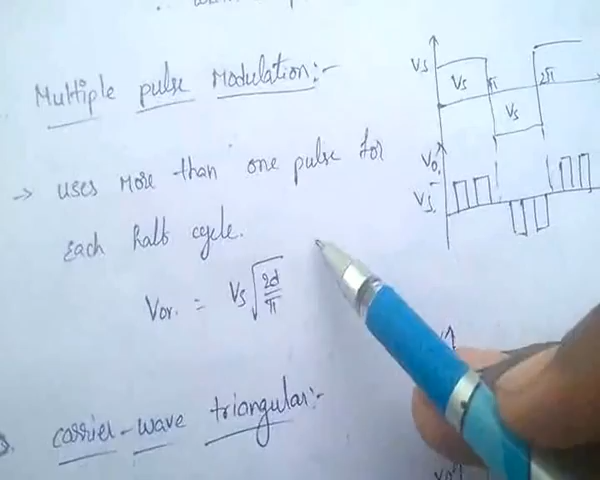 Multiple pulse Modulation:-
→ uses more than one pulse for
Each half cycle.
Vor. = Vs√2d/π
carrier-wave triangular:-
Vs
Vs
π
2π
Vs
Vo.
Vs.